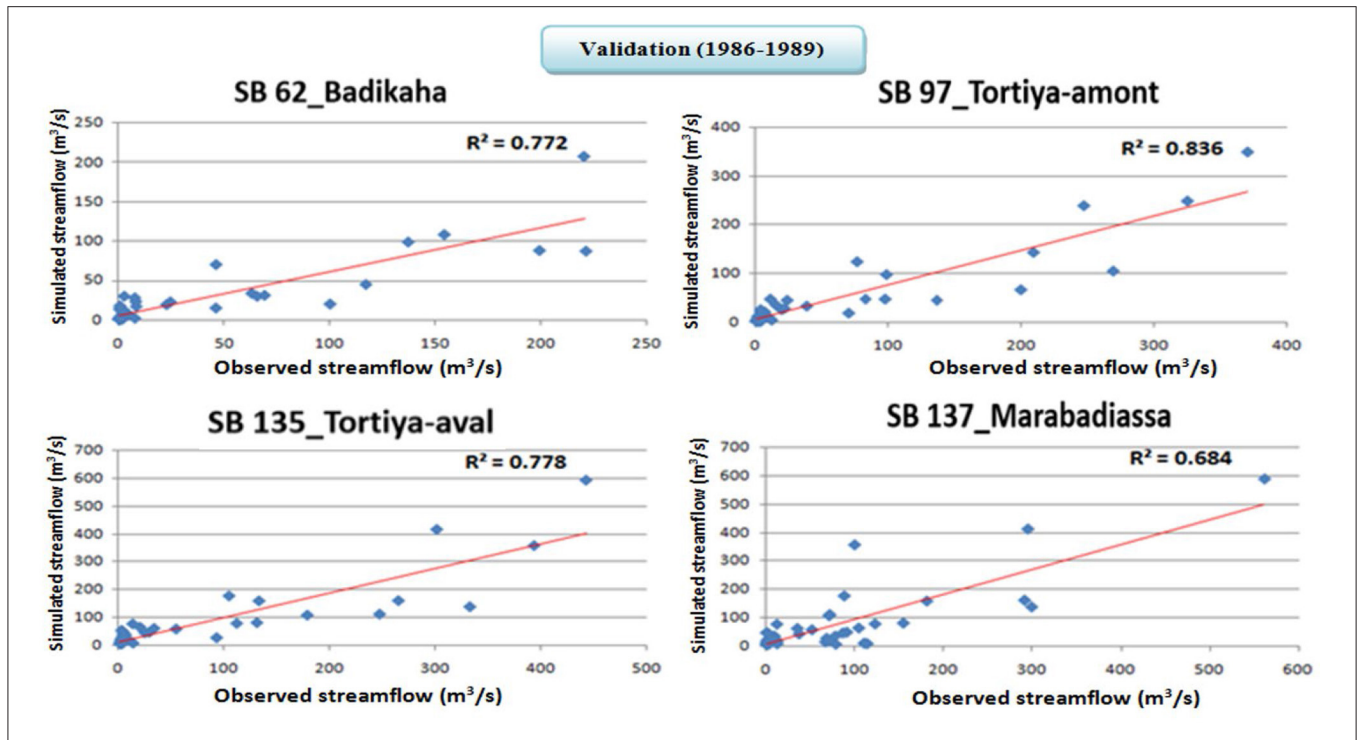 Validation (1986-1989)
SB 62_Badikaha
R² = 0.772
Simulated streamflow (m³/s)
250
200
150
100
50
0
0 50 100 150 200 250
Observed streamflow (m³/s)
SB 97_Tortiya-amont
R² = 0.836
Simulated streamflow (m³/s)
400
300
200
100
0
0 100 200 300 400
Observed streamflow (m³/s)
SB 135_Tortiya-aval
R² = 0.778
Simulated streamflow (m³/s)
700
600
500
400
300
200
100
0
0 100 200 300 400 500
Observed streamflow (m³/s)
SB 137_Marabadiassa
R² = 0.684
Simulated streamflow (m³/s)
700
600
500
400
300
200
100
0
0 100 200 300 400 500 600
Observed streamflow (m³/s)